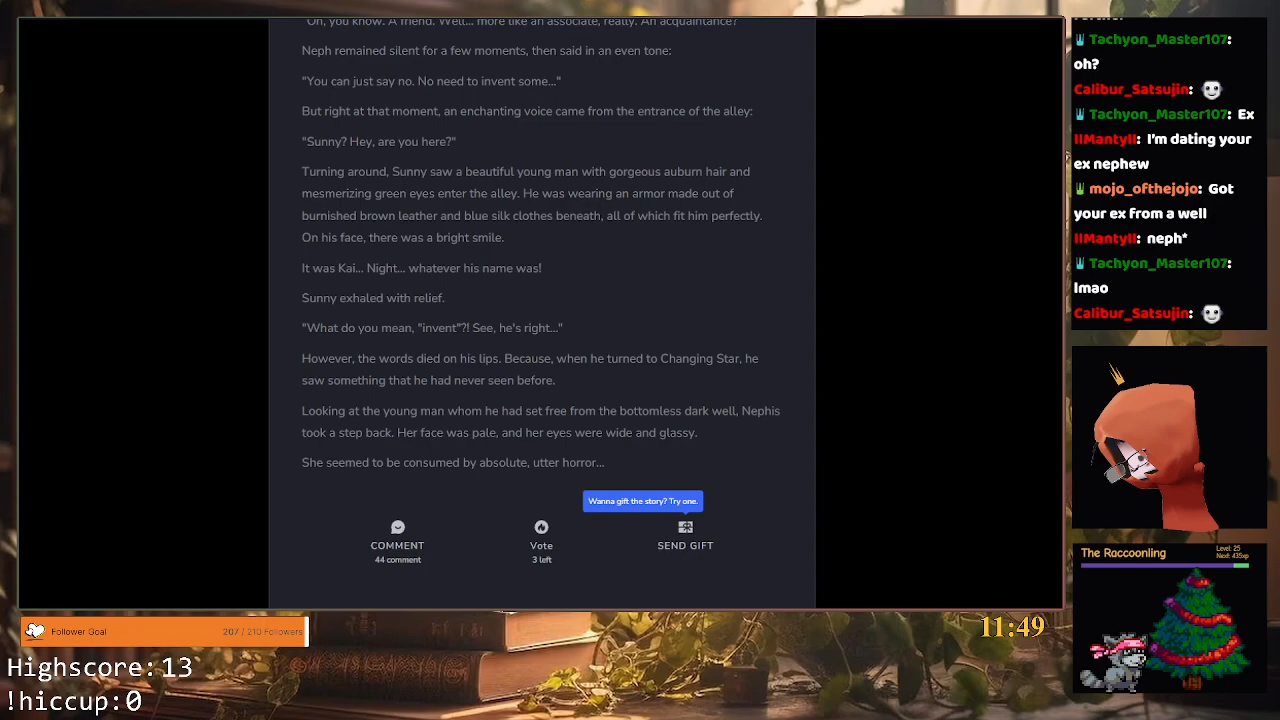 "Oh, you know. A friend. Well... more like an associate, really. An acquaintance?"
Neph remained silent for a few moments, then said in an even tone:
"You can just say no. No need to invent some..."
But right at that moment, an enchanting voice came from the entrance of the alley:
"Sunny? Hey, are you here?"
Turning around, Sunny saw a beautiful young man with gorgeous auburn hair and
mesmerizing green eyes enter the alley. He was wearing an armor made out of
burnished brown leather and blue silk clothes beneath, all of which fit him perfectly.
On his face, there was a bright smile.
It was Kai... Night... whatever his name was!
Sunny exhaled with relief.
"What do you mean, "invent"?! See, he's right..."
However, the words died on his lips. Because, when he turned to Changing Star, he
saw something that he had never seen before.
Looking at the young man whom he had set free from the bottomless dark well, Nephis
took a step back. Her face was pale, and her eyes were wide and glassy.
She seemed to be consumed by absolute, utter horror...
Wanna gift the story? Try one.
COMMENT
44 comment
Vote
3 left
SEND GIFT
Tachyon_Master107:
oh?
Calibur_Satsujin:
Tachyon_Master107: Ex
IIMantyII: I'm dating your
ex nephew
mojo_ofthejojo: Got
your ex from a well
IIMantyII: neph*
Tachyon_Master107:
lmao
Calibur_Satsujin:
The Raccoonling
Level: 25
Next: 435xp
Follower Goal
207 / 210 Followers
11:49
Highscore:13
!hiccup:0